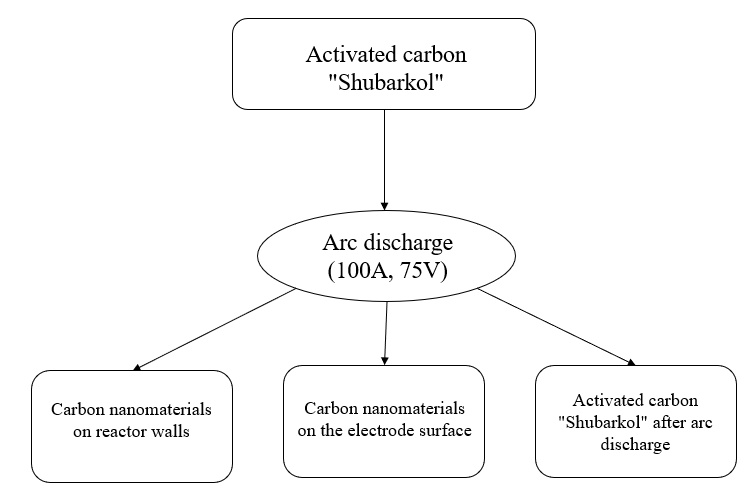 Activated carbon
"Shubarkol"
Arc discharge
(100A, 75V)
Carbon nanomaterials
on reactor walls
Carbon nanomaterials
on the electrode surface
Activated carbon
"Shubarkol" after arc
discharge